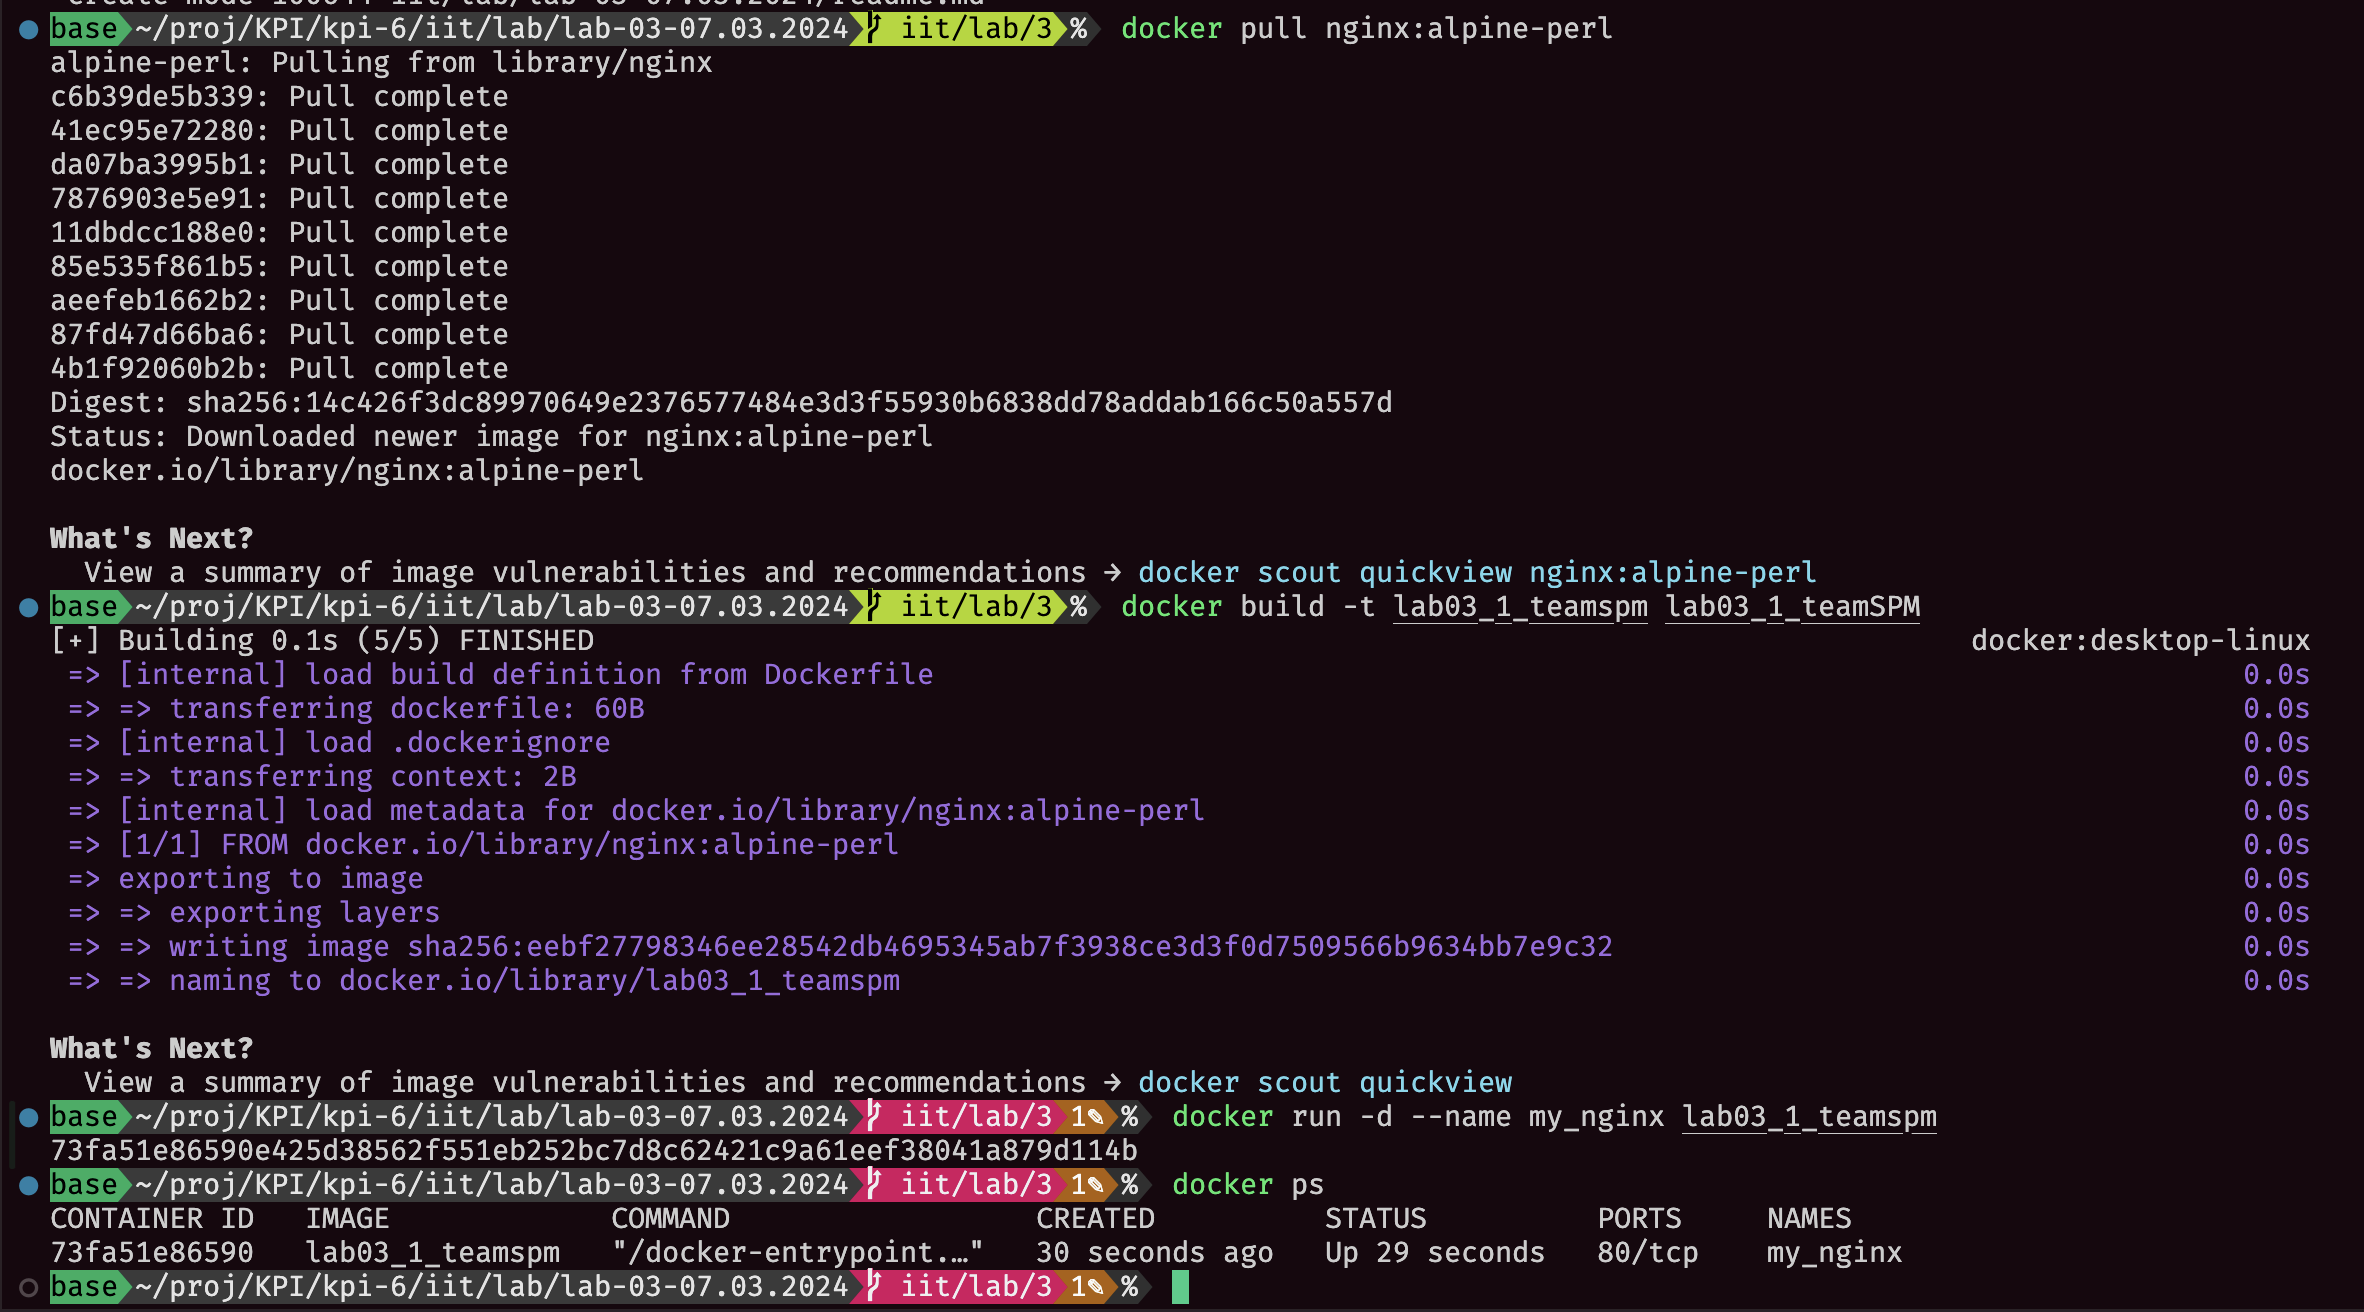 create mode 100644 iit/lab/lab-03-07.03.2024/readme.md
base ~/proj/KPI/kpi-6/iit/lab/lab-03-07.03.2024 iit/lab/3 % docker pull nginx:alpine-perl
alpine-perl: Pulling from library/nginx
c6b39de5b339: Pull complete
41ec95e72280: Pull complete
da07ba3995b1: Pull complete
7876903e5e91: Pull complete
11dbdcc188e0: Pull complete
85e535f861b5: Pull complete
aeefeb1662b2: Pull complete
87fd47d66ba6: Pull complete
4b1f92060b2b: Pull complete
Digest: sha256:14c426f3dc89970649e2376577484e3d3f55930b6838dd78addab166c50a557d
Status: Downloaded newer image for nginx:alpine-perl
docker.io/library/nginx:alpine-perl
What's Next?
View a summary of image vulnerabilities and recommendations → docker scout quickview nginx:alpine-perl
base ~/proj/KPI/kpi-6/iit/lab/lab-03-07.03.2024 iit/lab/3 % docker build -t lab03_1_teamspm lab03_1_teamSPM
[+] Building 0.1s (5/5) FINISHED docker:desktop-linux
=> [internal] load build definition from Dockerfile 0.0s
=> => transferring dockerfile: 60B 0.0s
=> [internal] load .dockerignore 0.0s
=> => transferring context: 2B 0.0s
=> [internal] load metadata for docker.io/library/nginx:alpine-perl 0.0s
=> [1/1] FROM docker.io/library/nginx:alpine-perl 0.0s
=> exporting to image 0.0s
=> => exporting layers 0.0s
=> => writing image sha256:eebf27798346ee28542db4695345ab7f3938ce3d3f0d7509566b9634bb7e9c32 0.0s
=> => naming to docker.io/library/lab03_1_teamspm 0.0s
What's Next?
View a summary of image vulnerabilities and recommendations → docker scout quickview
base ~/proj/KPI/kpi-6/iit/lab/lab-03-07.03.2024 iit/lab/3 1✎ % docker run -d --name my_nginx lab03_1_teamspm
73fa51e86590e425d38562f551eb252bc7d8c62421c9a61eef38041a879d114b
base ~/proj/KPI/kpi-6/iit/lab/lab-03-07.03.2024 iit/lab/3 1✎ % docker ps
CONTAINER ID IMAGE COMMAND CREATED STATUS PORTS NAMES
73fa51e86590 lab03_1_teamspm "/docker-entrypoint.…" 30 seconds ago Up 29 seconds 80/tcp my_nginx
base ~/proj/KPI/kpi-6/iit/lab/lab-03-07.03.2024 iit/lab/3 1✎ %